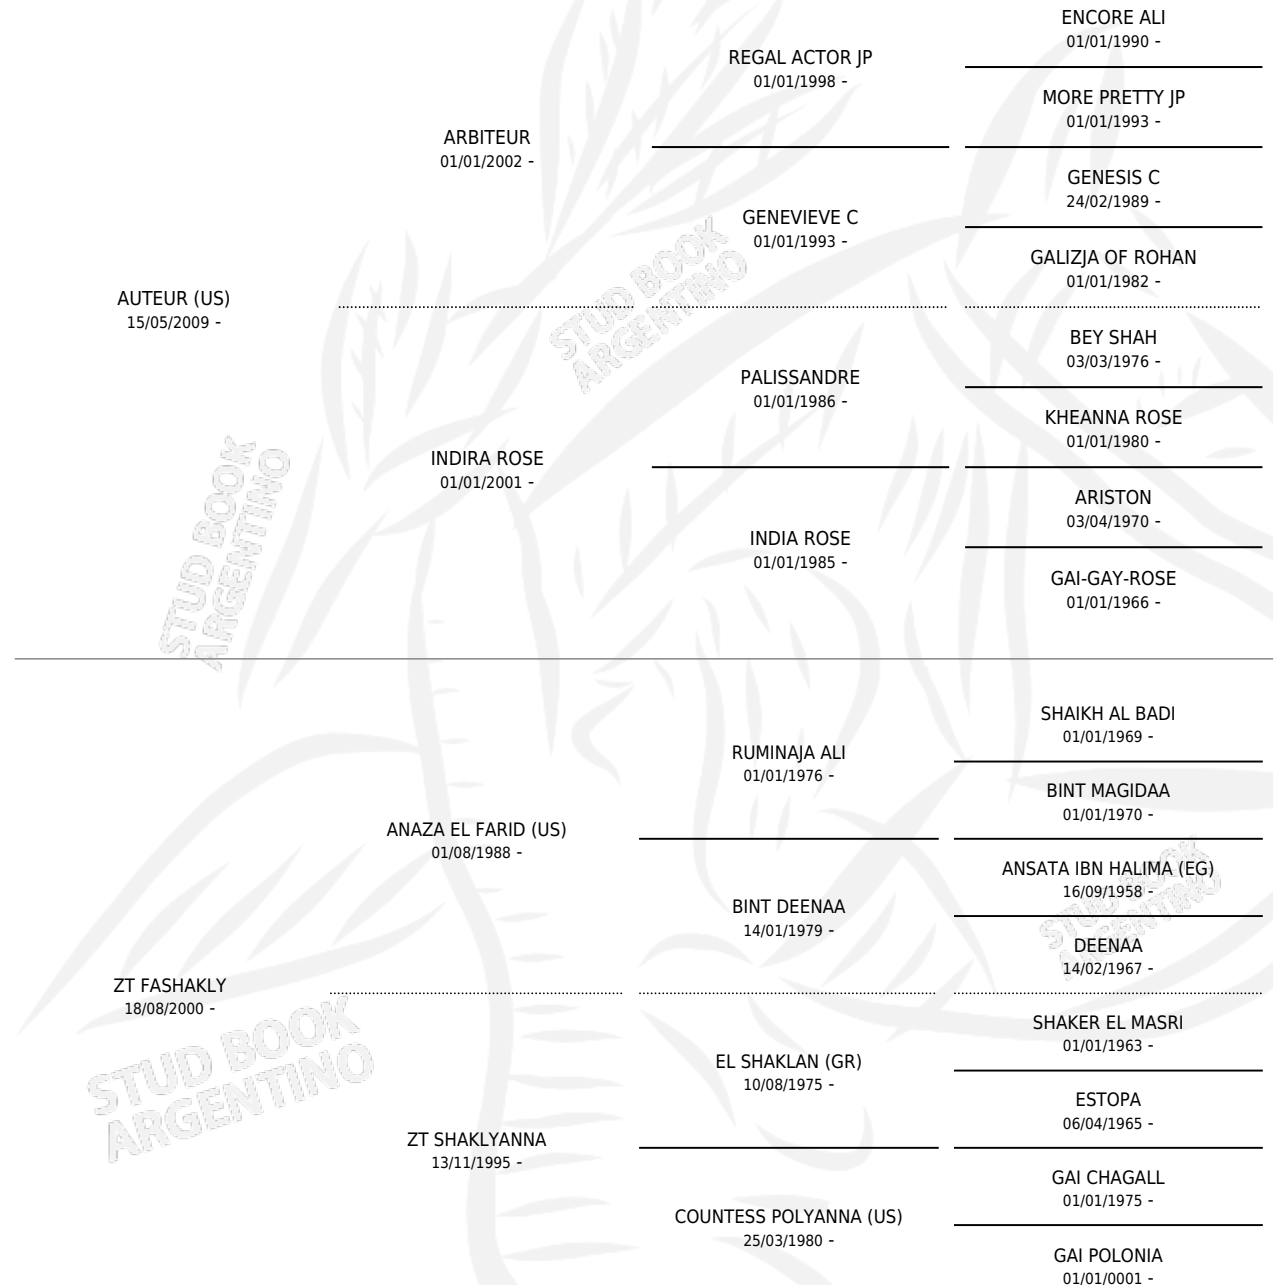 ENCORE ALI
01/01/1990 -
REGAL ACTOR JP
01/01/1998 -
MORE PRETTY JP
01/01/1993 -
ARBITEUR
01/01/2002 -
GENESIS C
24/02/1989 -
GENEVIEVE C
01/01/1993 -
GALIZJA OF ROHAN
01/01/1982 -
AUTEUR (US)
15/05/2009 -
BEY SHAH
03/03/1976 -
PALISSANDRE
01/01/1986 -
KHEANNA ROSE
01/01/1980 -
INDIRA ROSE
01/01/2001 -
ARISTON
03/04/1970 -
INDIA ROSE
01/01/1985 -
GAI-GAY-ROSE
01/01/1966 -
SHAIKH AL BADI
01/01/1969 -
RUMINAJA ALI
01/01/1976 -
BINT MAGIDAA
01/01/1970 -
ANAZA EL FARID (US)
01/08/1988 -
ANSATA IBN HALIMA (EG)
16/09/1958 -
BINT DEENAA
14/01/1979 -
DEENAA
14/02/1967 -
ZT FASHAKLY
18/08/2000 -
SHAKER EL MASRI
01/01/1963 -
EL SHAKLAN (GR)
10/08/1975 -
ESTOPA
06/04/1965 -
ZT SHAKLYANNA
13/11/1995 -
GAI CHAGALL
01/01/1975 -
COUNTESS POLYANNA (US)
25/03/1980 -
GAI POLONIA
01/01/0001 -
STUD BOOK
ARGENTINO
STUD BOOK
ARGENTINO
STUD BOOK
ARGENTINO
STUD BOOK
ARGENTINO